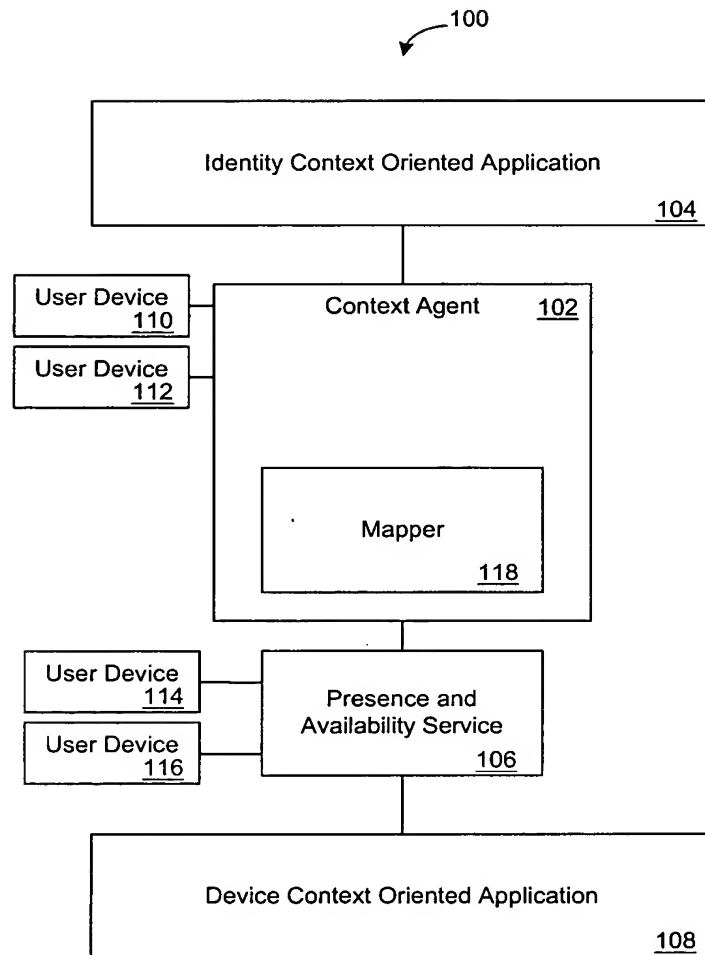 100
Identity Context Oriented Application
104
User Device
110
Context Agent
102
User Device
112
Mapper
118
User Device
114
Presence and
Availability Service
106
User Device
116
Device Context Oriented Application
108